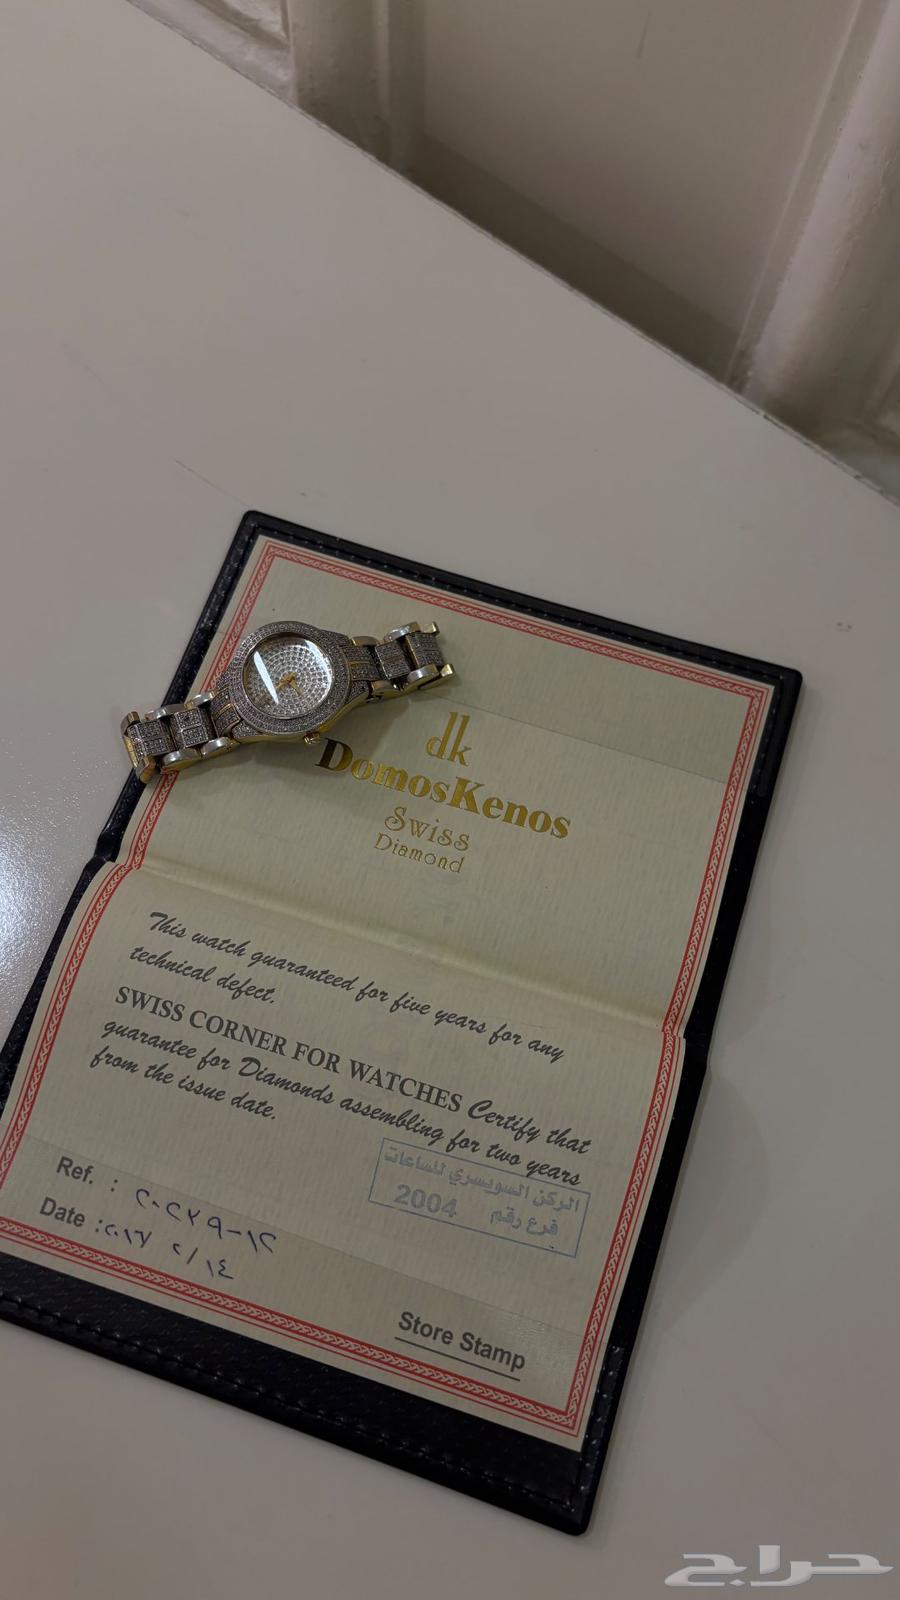 dk
DomosKenos
Swiss
Diamond
This watch guaranteed for five years for any
technical defect.
SWISS CORNER FOR WATCHES Certify that
guarantee for Diamonds assembling for two years
from the issue date.
الركن السويسري للساعات
فرع رقم 2004
Ref. : ٢٠٢٧٩-١٢
Date : ٢٠١٧ ٢/١٤
Store Stamp
حراج